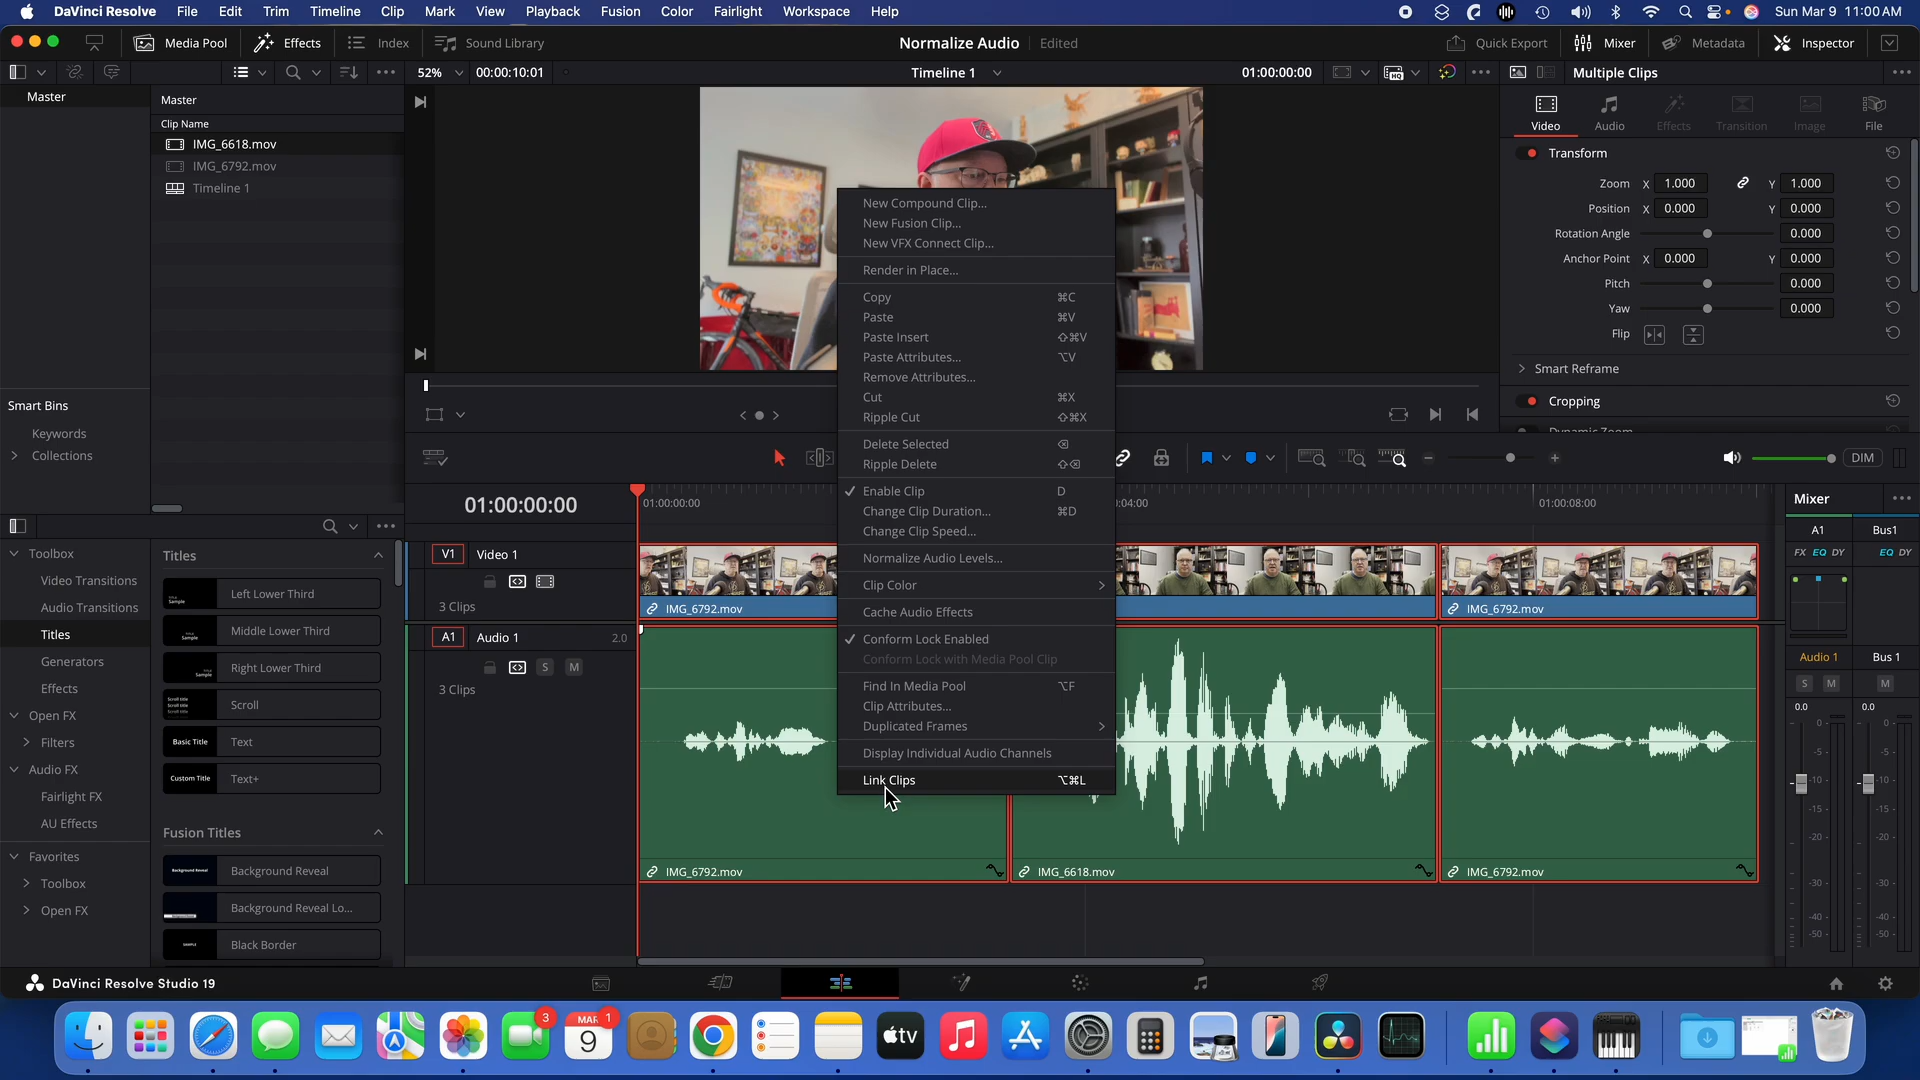 DaVinci Resolve File Edit Trim Timeline Clip Mark View Playback Fusion Color Fairlight Workspace Help Sun Mar 9 11:00 AM
Media Pool Effects Index Sound Library Normalize Audio Edited Quick Export Mixer Metadata Inspector
52% 00:00:10:01 Timeline 1 01:00:00:00 Multiple Clips
Master
Master
Clip Name
IMG_6618.mov
IMG_6792.mov
Timeline 1
Smart Bins
Keywords
Collections
Video Audio Effects Transition Image File
Transform
Zoom X 1.000 Y 1.000
Position X 0.000 Y 0.000
Rotation Angle 0.000
Anchor Point X 0.000 Y 0.000
Pitch 0.000
Yaw 0.000
Flip
Smart Reframe
Cropping
Dynamic Zoom
New Compound Clip...
New Fusion Clip...
New VFX Connect Clip...
Render in Place...
Copy ⌘C
Paste ⌘V
Paste Insert ⇧⌘V
Paste Attributes... ⌥V
Remove Attributes...
Cut ⌘X
Ripple Cut ⇧⌘X
Delete Selected ⌫
Ripple Delete ⇧⌫
✓ Enable Clip D
Change Clip Duration... ⌘D
Change Clip Speed...
Normalize Audio Levels...
Clip Color
Cache Audio Effects
✓ Conform Lock Enabled
Conform Lock with Media Pool Clip
Find In Media Pool ⌥F
Clip Attributes...
Duplicated Frames
Display Individual Audio Channels
Link Clips ⌥⌘L
DIM
01:00:00:00 01:00:00:00 :04:00 01:00:08:00
V1 Video 1
3 Clips
IMG_6792.mov IMG_6792.mov
A1 Audio 1 2.0
S M
3 Clips
IMG_6792.mov IMG_6618.mov IMG_6792.mov
Mixer
A1 Bus1
FX EQ DY EQ DY
Audio 1 Bus 1
S M M
0.0 0.0
0- 0-
-5- -5-
-10- -10-
-15- -15-
-20- -20-
-30- -30-
-40- -40-
-50- -50-
Toolbox
Video Transitions
Audio Transitions
Titles
Generators
Effects
Open FX
Filters
Audio FX
Fairlight FX
AU Effects
Favorites
Toolbox
Open FX
Titles
Left Lower Third
Middle Lower Third
Right Lower Third
Scroll
Basic Title Text
Custom Title Text+
Fusion Titles
Background Reveal Background Reveal
Background Reveal Lo...
Black Border
DaVinci Resolve Studio 19
3
MAR 1
9
tv